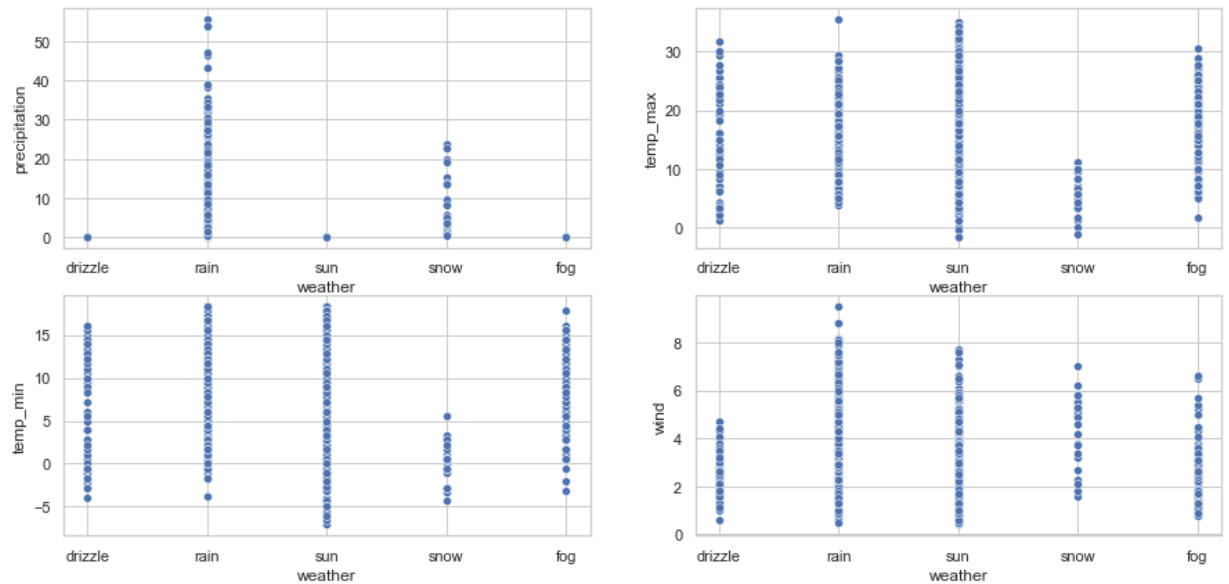 precipitation
50
40
30
20
10
0
drizzle rain sun snow fog
weather
temp_max
30
20
10
0
drizzle rain sun snow fog
weather
temp_min
15
10
5
0
−5
drizzle rain sun snow fog
weather
wind
8
6
4
2
0
drizzle rain sun snow fog
weather